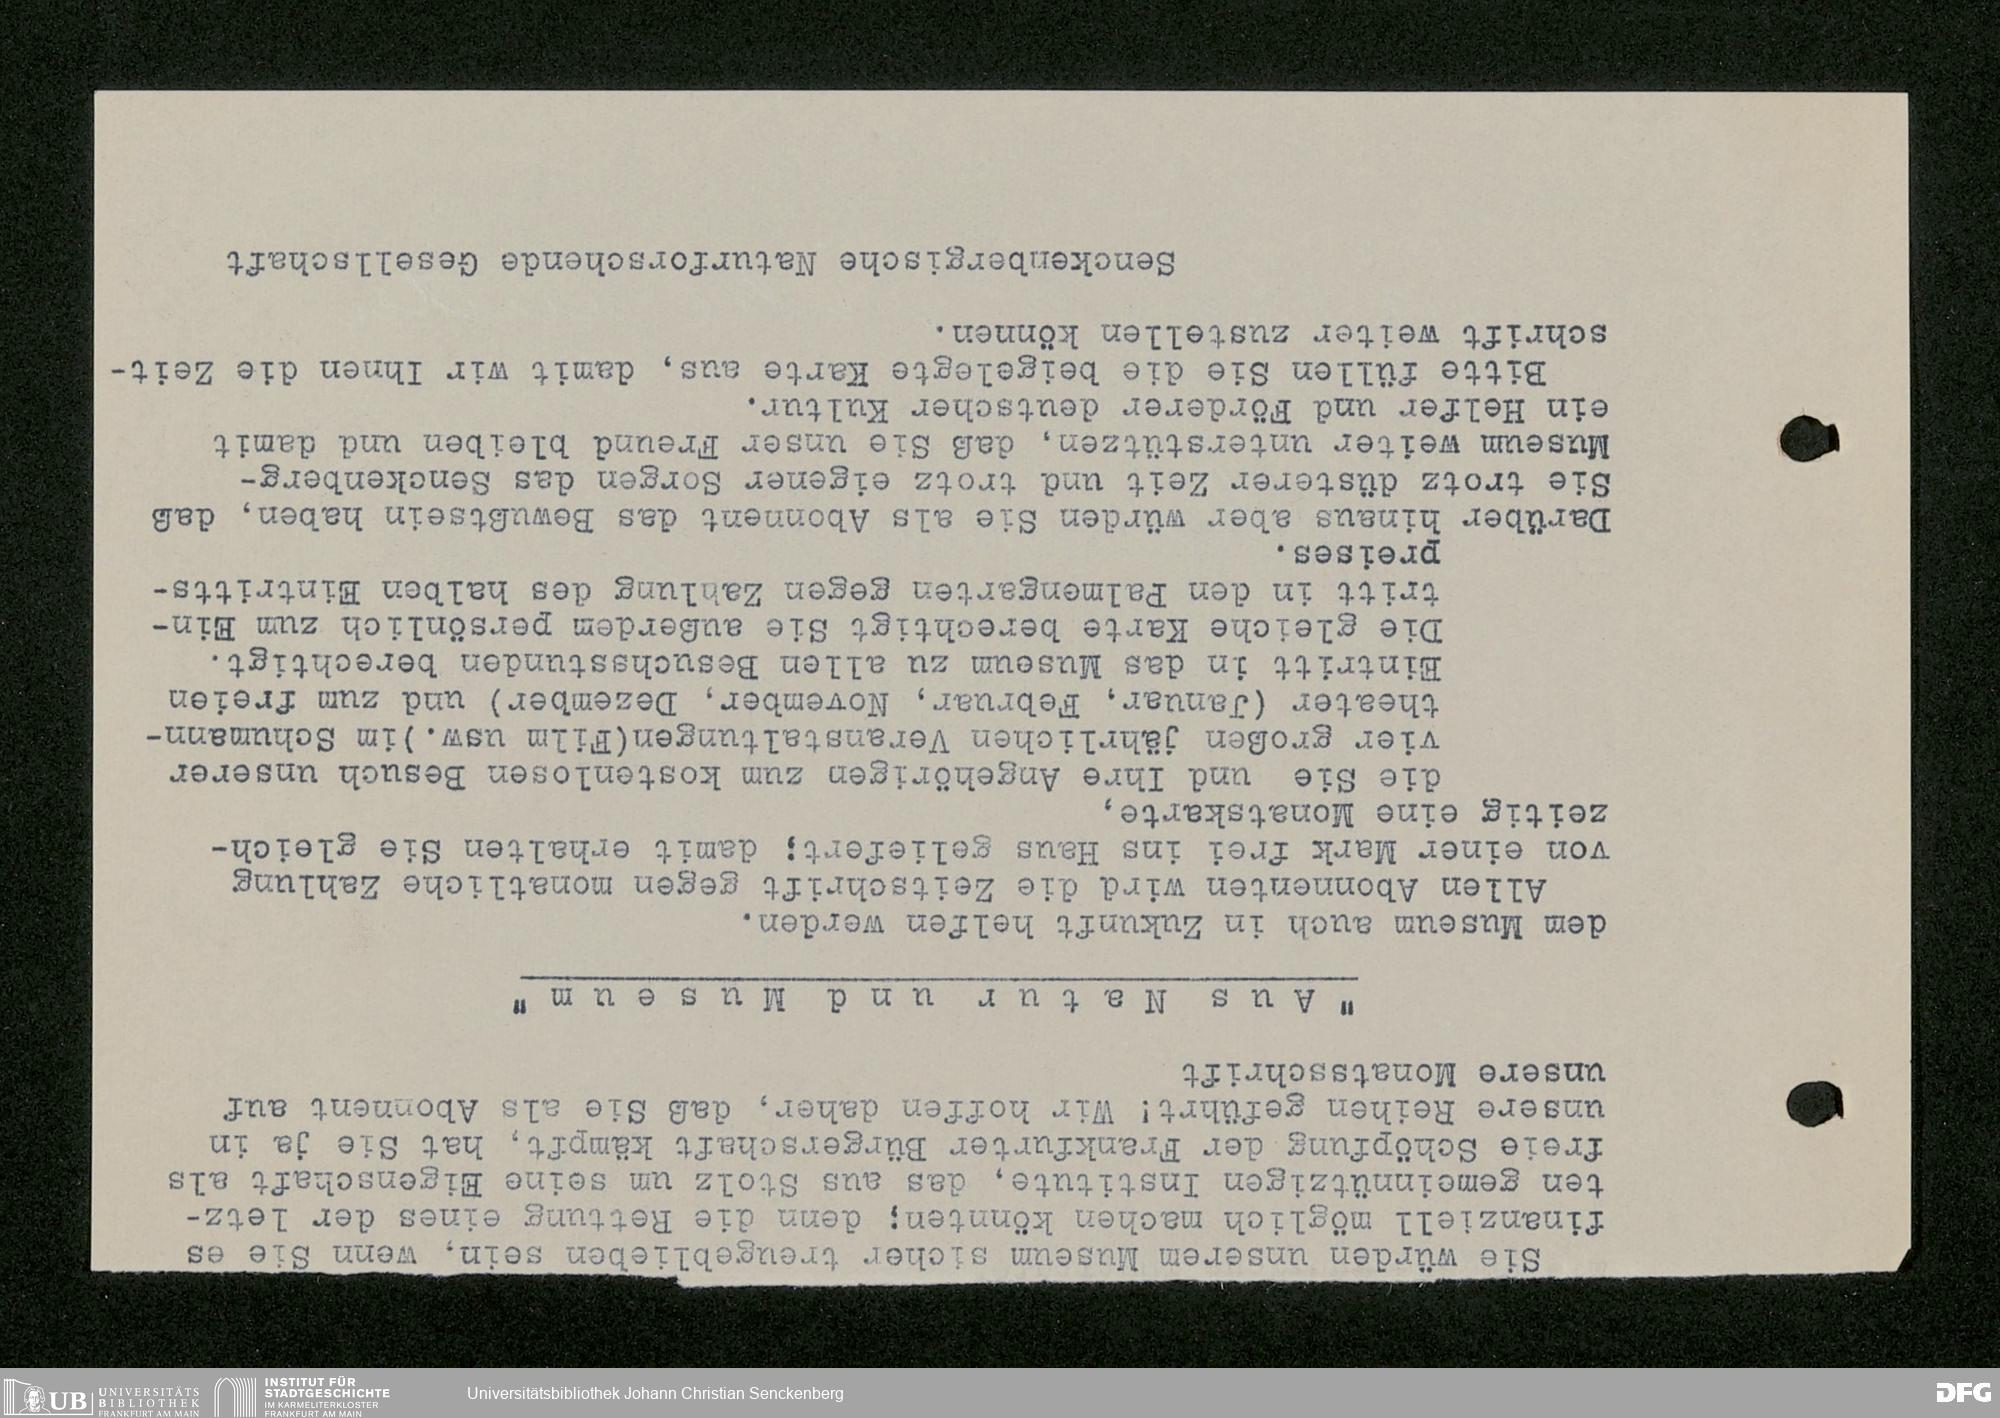 Sie würden unserem Museum sicher treugeblieben sein, wenn Sie es
finanziell möglich machen könnten; denn die Rettung eines der letz-
ten gemeinnützigen Institute, das aus Stolz um seine Eigenschaft als
freie Schöpfung der Frankfurter Bürgerschaft kämpft, hat Sie ja in
unsere Reihen geführt! Wir hoffen daher, daß Sie als Abonnent auf
unsere Monatsschrift
" A u s  N a t u r  u n d  M u s e u m "
dem Museum auch in Zukunft helfen werden.
Allen Abonnenten wird die Zeitschrift gegen monatliche Zahlung
von einer Mark frei ins Haus geliefert; damit erhalten Sie gleich-
zeitig eine Monatskarte,
die Sie  und Ihre Angehörigen zum kostenlosen Besuch unserer
vier großen jährlichen Veranstaltungen(Film usw.)im Schumann-
theater (Januar, Februar, November, Dezember) und zum freien
Eintritt in das Museum zu allen Besuchsstunden berechtigt.
Die gleiche Karte berechtigt Sie außerdem persönlich zum Ein-
tritt in den Palmengarten gegen Zahlung des halben Eintritts-
preises.
Darüber hinaus aber würden Sie als Abonnent das Bewußtsein haben, daß
Sie trotz düsterer Zeit und trotz eigener Sorgen das Senckenberg-
Museum weiter unterstützen, daß Sie unser Freund bleiben und damit
ein Helfer und Förderer deutscher Kultur.
Bitte füllen Sie die beigelegte Karte aus, damit wir Ihnen die Zeit-
schrift weiter zustellen können.
Senckenbergische Naturforschende Gesellschaft
UB UNIVERSITÄTS
BIBLIOTHEK
FRANKFURT AM MAIN
INSTITUT FÜR
STADTGESCHICHTE
IM KARMELITERKLOSTER
FRANKFURT AM MAIN
Universitätsbibliothek Johann Christian Senckenberg
DFG